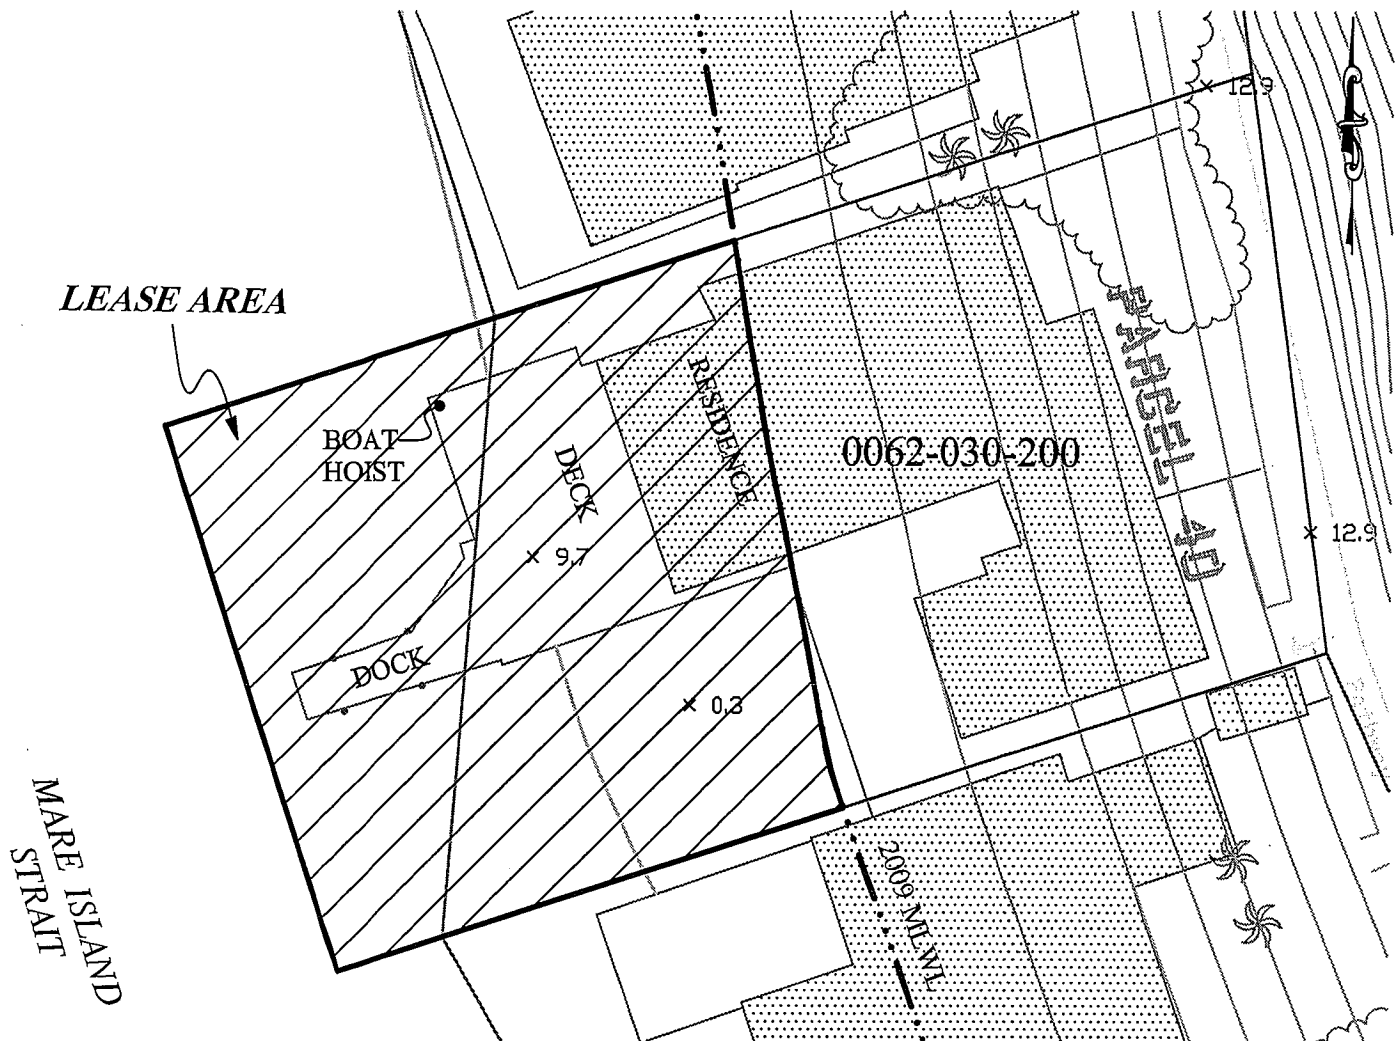 12.9
LEASE AREA
PARCEL 40
BOAT
HOIST
DECK
RESIDENCE
0062-030-200
12.9
9.7
DOCK
0.3
MARE ISLAND
STRAIT
2009 MLWL